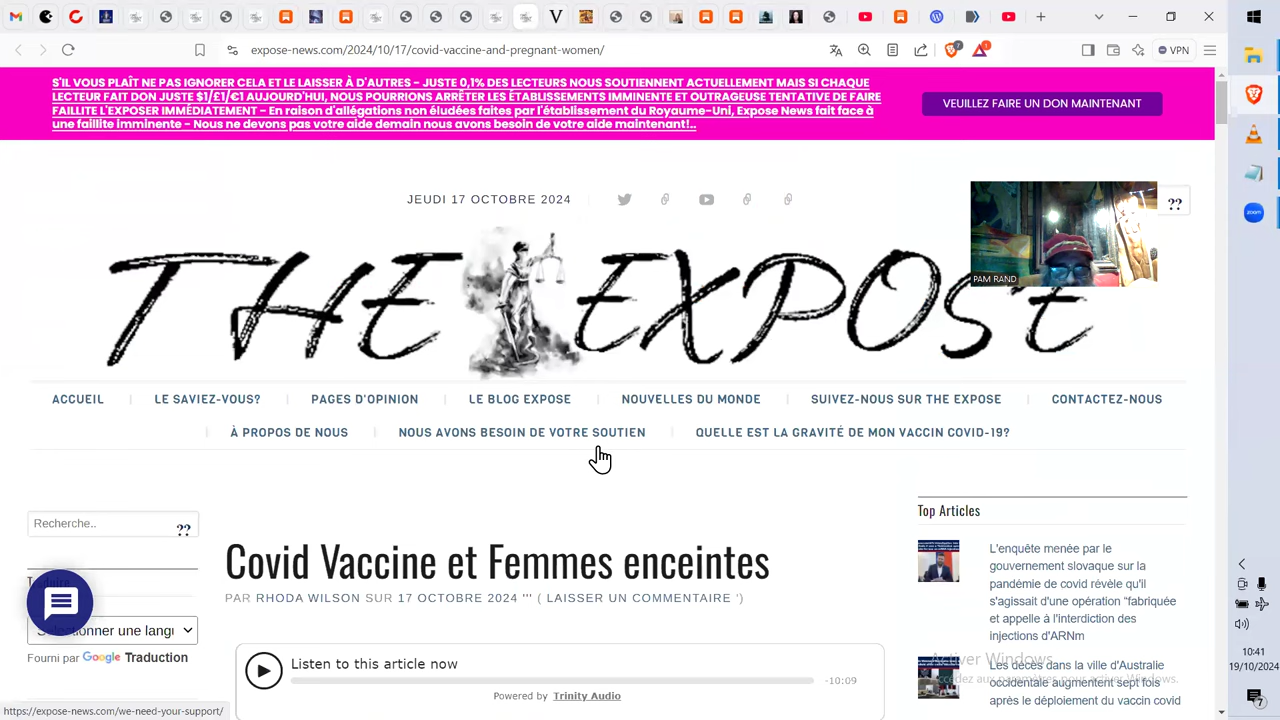 expose-news.com/2024/10/17/covid-vaccine-and-pregnant-women/
7
1
VPN
S'IL VOUS PLAÎT NE PAS IGNORER CELA ET LE LAISSER À D'AUTRES - JUSTE 0,1% DES LECTEURS NOUS SOUTIENNENT ACTUELLEMENT MAIS SI CHAQUE
LECTEUR FAIT DON JUSTE $1/£1/€1 AUJOURD'HUI, NOUS POURRIONS ARRÊTER LES ÉTABLISSEMENTS IMMINENTE ET OUTRAGEUSE TENTATIVE DE FAIRE
FAILLITE L'EXPOSER IMMÉDIATEMENT - En raison d'allégations non éludées faites par l'établissement du Royaume-Uni, Expose News fait face à
une faillite imminente - Nous ne devons pas votre aide demain nous avons besoin de votre aide maintenant!..
VEUILLEZ FAIRE UN DON MAINTENANT
JEUDI 17 OCTOBRE 2024
??
THE EXPOSE
PAM RAND
ACCUEIL
LE SAVIEZ-VOUS?
PAGES D'OPINION
LE BLOG EXPOSE
NOUVELLES DU MONDE
SUIVEZ-NOUS SUR THE EXPOSE
CONTACTEZ-NOUS
À PROPOS DE NOUS
NOUS AVONS BESOIN DE VOTRE SOUTIEN
QUELLE EST LA GRAVITÉ DE MON VACCIN COVID-19?
Recherche..
??
Sélectionner une langu
Fourni par Google Traduction
Covid Vaccine et Femmes enceintes
PAR RHODA WILSON SUR 17 OCTOBRE 2024 ''' ( LAISSER UN COMMENTAIRE ')
Listen to this article now
-10:09
Powered by Trinity Audio
Top Articles
L'enquête menée par le
gouvernement slovaque sur la
pandémie de covid révèle qu'il
s'agissait d'une opération "fabriquée
et appelle à l'interdiction des
injections d'ARNm
Les décès dans la ville d'Australie
occidentale augmentent sept fois
après le déploiement du vaccin covid
Activer Windows
https://expose-news.com/we-need-your-support/
zoom
10:41
19/10/2024
7